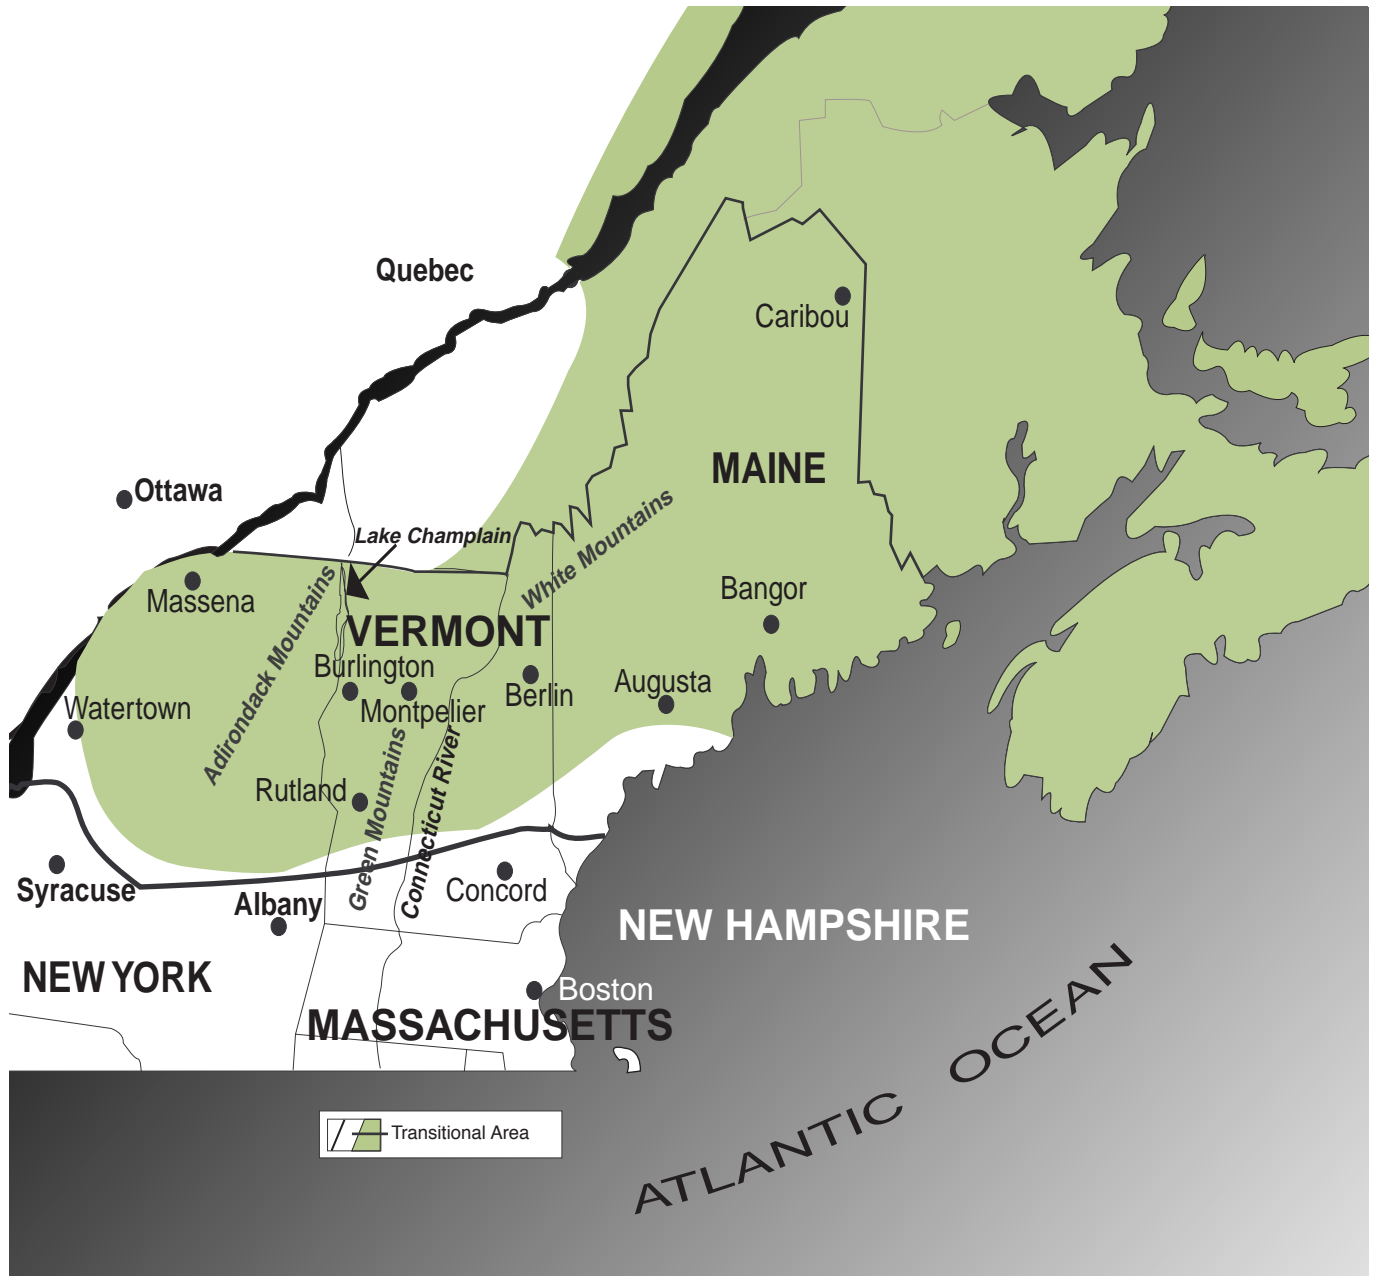 Quebec
Caribou
MAINE
Ottawa
White Mountains
Lake Champlain
Massena
Adirondack Mountains
VERMONT
Bangor
Burlington
Berlin
Augusta
Watertown
Montpelier
Green Mountains
Connecticut River
Rutland
Syracuse
Albany
Concord
NEW HAMPSHIRE
NEW YORK
Boston
MASSACHUSETTS
ATLANTIC OCEAN
Transitional Area